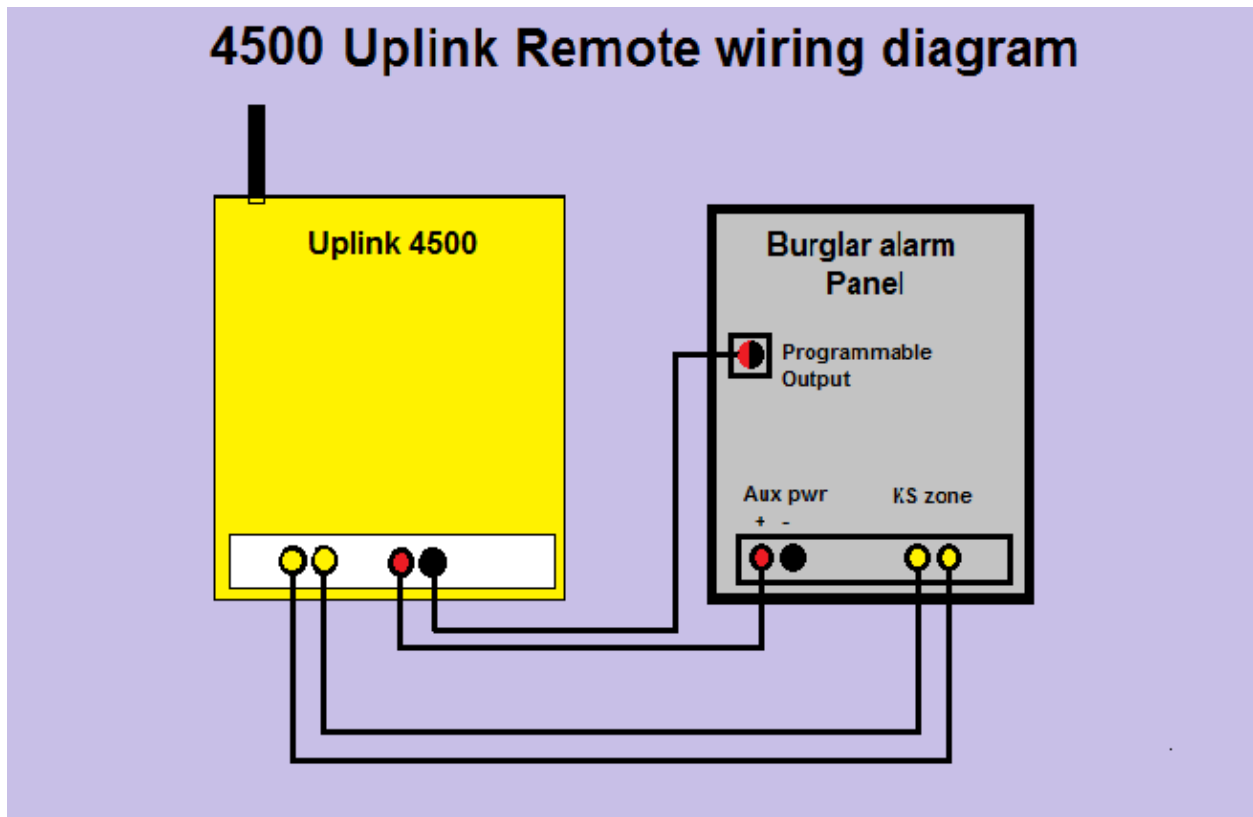 4500 Uplink Remote wiring diagram
Uplink 4500
Burglar alarm
Panel
Programmable
Output
Aux pwr
KS zone
+ -